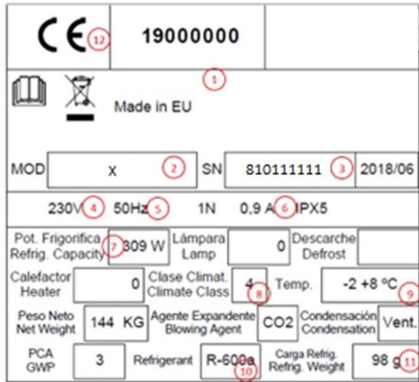 CE 12 19000000
1
Made in EU
MOD X 2 SN 810111111 3 2018/06
230V 4 50Hz 5 1N 0,9 A 6 IPX5
Pot. Frigorifica 7 309 W Lámpara 0 Descarche
Refrig. Capacity Lamp Defrost
Calefactor 0 Clase Climat. 4 Temp. -2 +8 ºC
Heater Climate Class 8 9
Peso Neto 144 KG Agente Expandente CO2 Condensación Vent.
Net Weight Blowing Agent Condensation
PCA 3 Refrigerant R-600a Carga Refrig. 98 g 11
GWP 10 Refrig. Weight